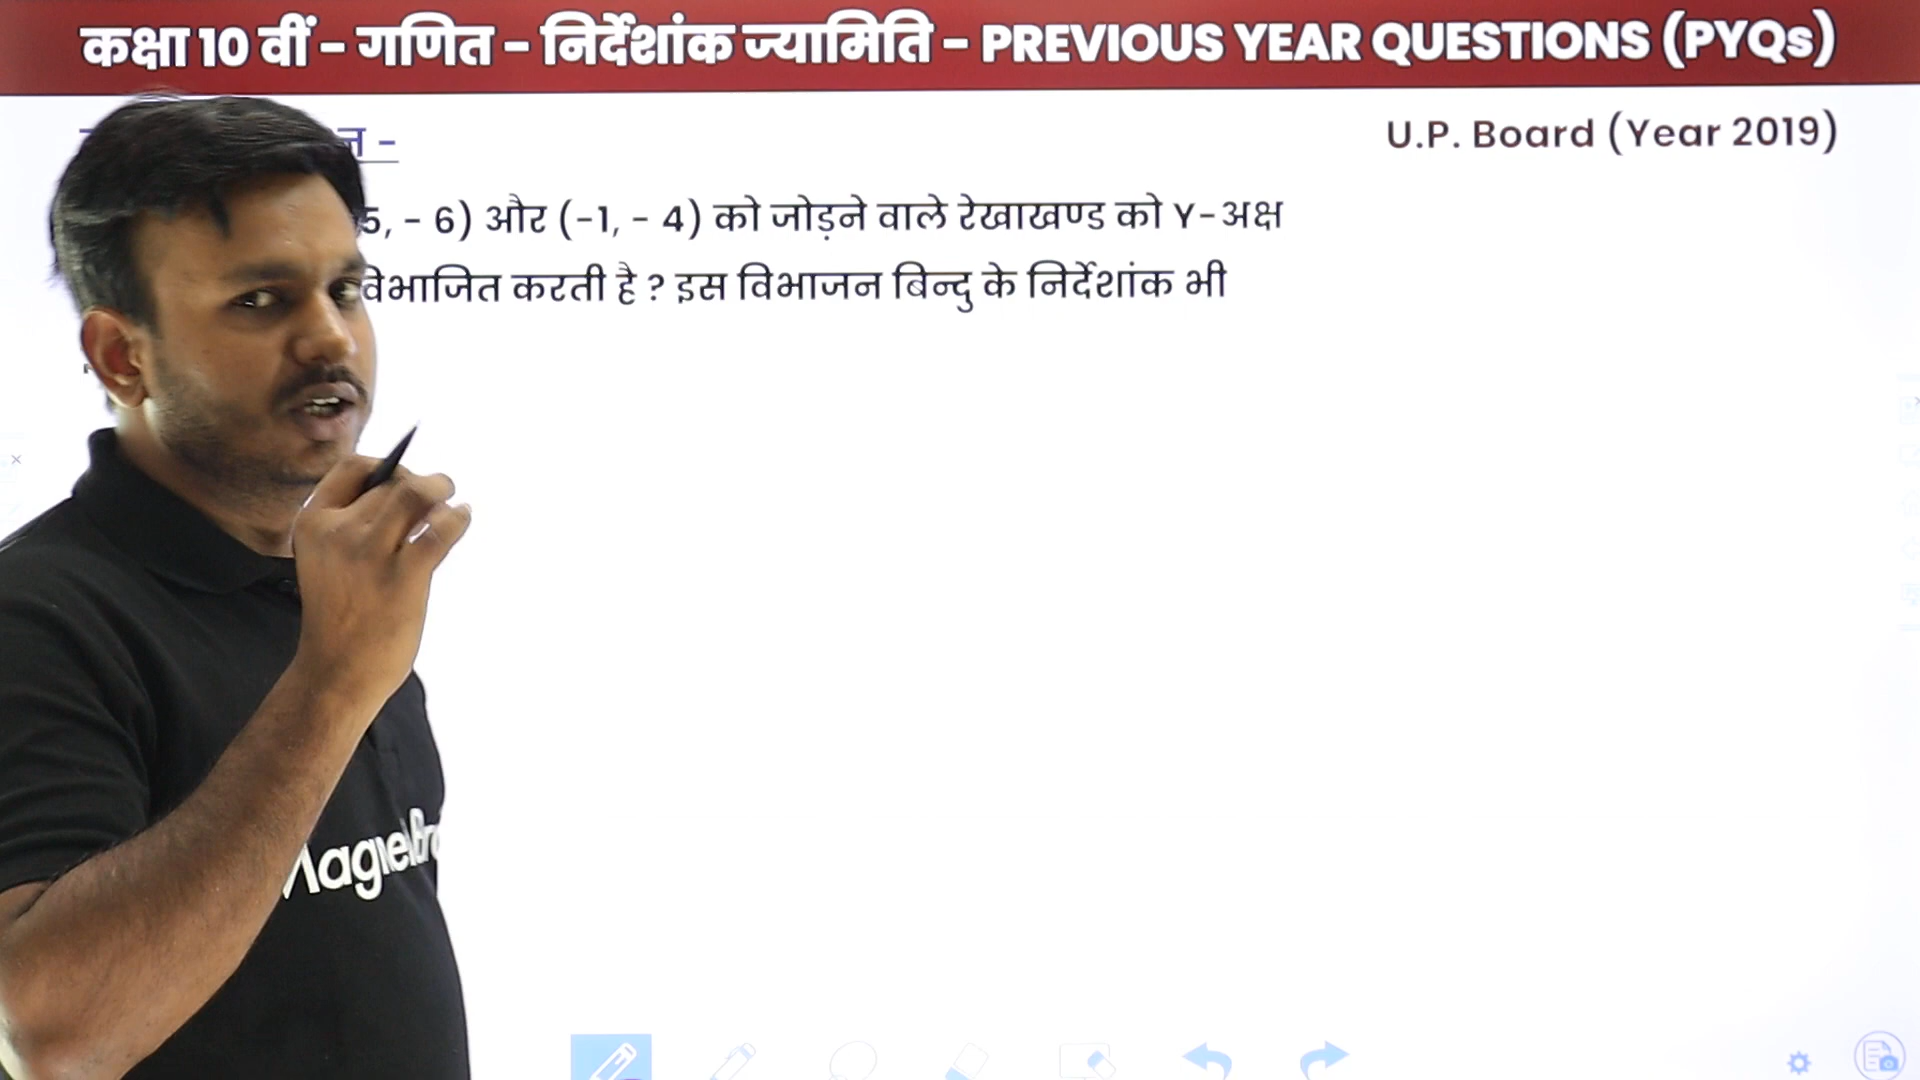 कक्षा 10 वीं - गणित - निर्देशांक ज्यामिति - PREVIOUS YEAR QUESTIONS (PYQs)
U.P. Board (Year 2019)
5, - 6) और (-1, - 4) को जोड़ने वाले रेखाखण्ड को Y-अक्ष
विभाजित करती है ? इस विभाजन बिन्दु के निर्देशांक भी